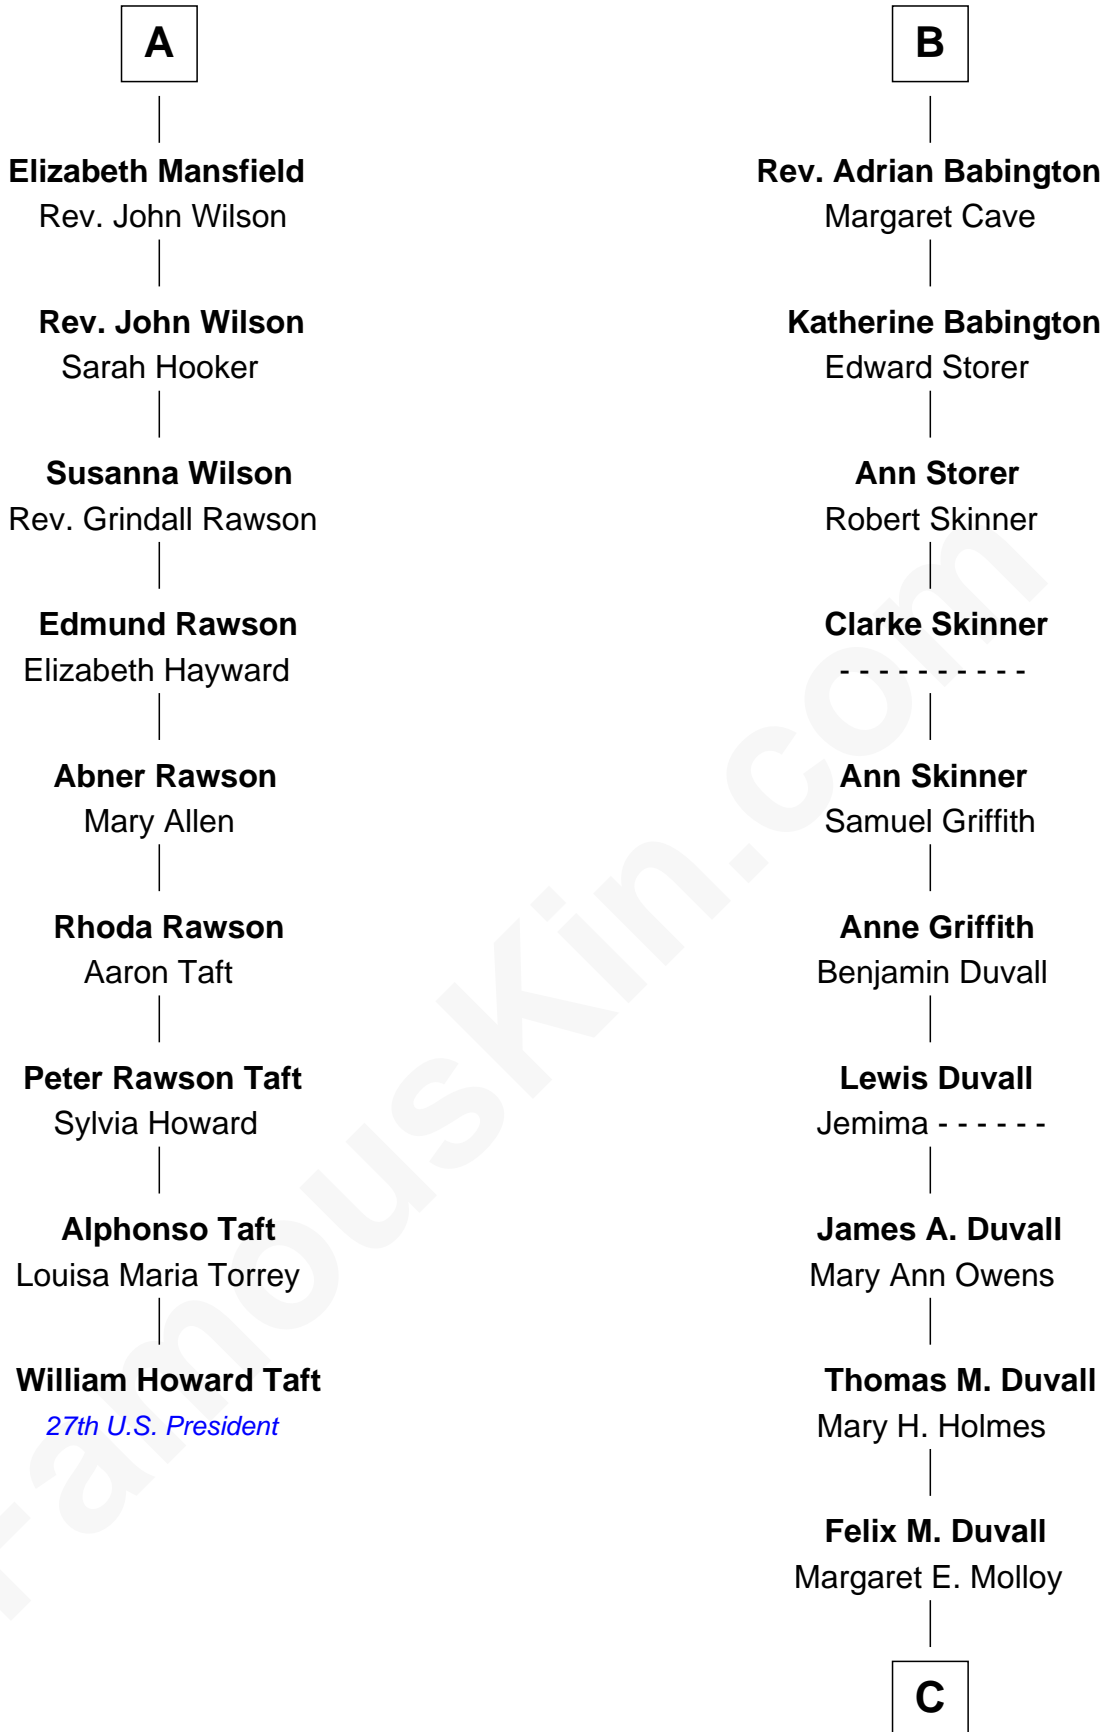 A
Elizabeth Mansfield
Rev. John Wilson
Rev. John Wilson
Sarah Hooker
Susanna Wilson
Rev. Grindall Rawson
Edmund Rawson
Elizabeth Hayward
Abner Rawson
Mary Allen
Rhoda Rawson
Aaron Taft
Peter Rawson Taft
Sylvia Howard
Alphonso Taft
Louisa Maria Torrey
William Howard Taft
27th U.S. President
B
Rev. Adrian Babington
Margaret Cave
Katherine Babington
Edward Storer
Ann Storer
Robert Skinner
Clarke Skinner
- - - - - - - - - -
Ann Skinner
Samuel Griffith
Anne Griffith
Benjamin Duvall
Lewis Duvall
Jemima - - - - - -
James A. Duvall
Mary Ann Owens
Thomas M. Duvall
Mary H. Holmes
Felix M. Duvall
Margaret E. Molloy
C
FamousKin.com